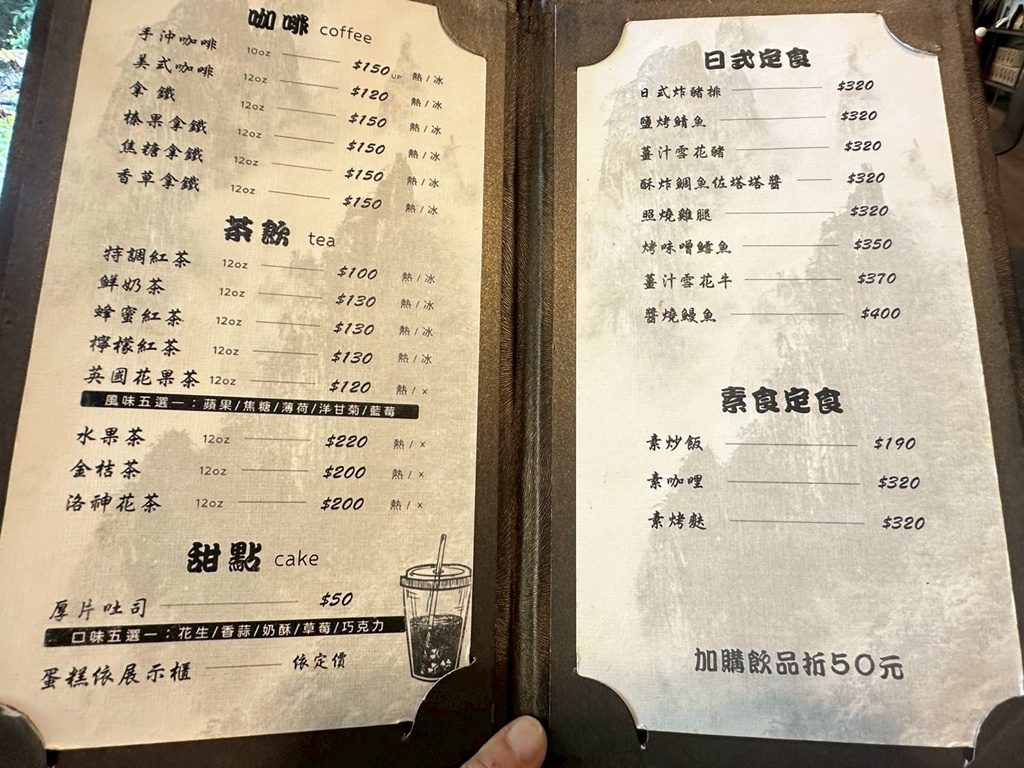 咖啡 coffee
手沖咖啡 10oz $150up 熱/冰
美式咖啡 12oz $120 熱/冰
拿鐵 12oz $150 熱/冰
榛果拿鐵 12oz $150 熱/冰
焦糖拿鐵 12oz $150 熱/冰
香草拿鐵 12oz $150 熱/冰
茶飲 tea
特調紅茶 12oz $100 熱/冰
鮮奶茶 12oz $130 熱/冰
蜂蜜紅茶 12oz $130 熱/冰
檸檬紅茶 12oz $130 熱/冰
英國花果茶 12oz $120 熱/×
風味五選一：蘋果/焦糖/薄荷/洋甘菊/藍莓
水果茶 12oz $220 熱/×
金桔茶 12oz $200 熱/×
洛神花茶 12oz $200 熱/×
甜點 cake
厚片吐司 $50
口味五選一：花生/香蒜/奶酥/草莓/巧克力
蛋糕依展示櫃 依定價
日式定食
日式炸豬排 $320
鹽烤鯖魚 $320
薑汁雪花豬 $320
酥炸鯛魚佐塔塔醬 $320
照燒雞腿 $320
烤味噌鱈魚 $350
薑汁雪花牛 $370
醬燒鰻魚 $400
素食定食
素炒飯 $190
素咖哩 $320
素烤麩 $320
加購飲品折50元